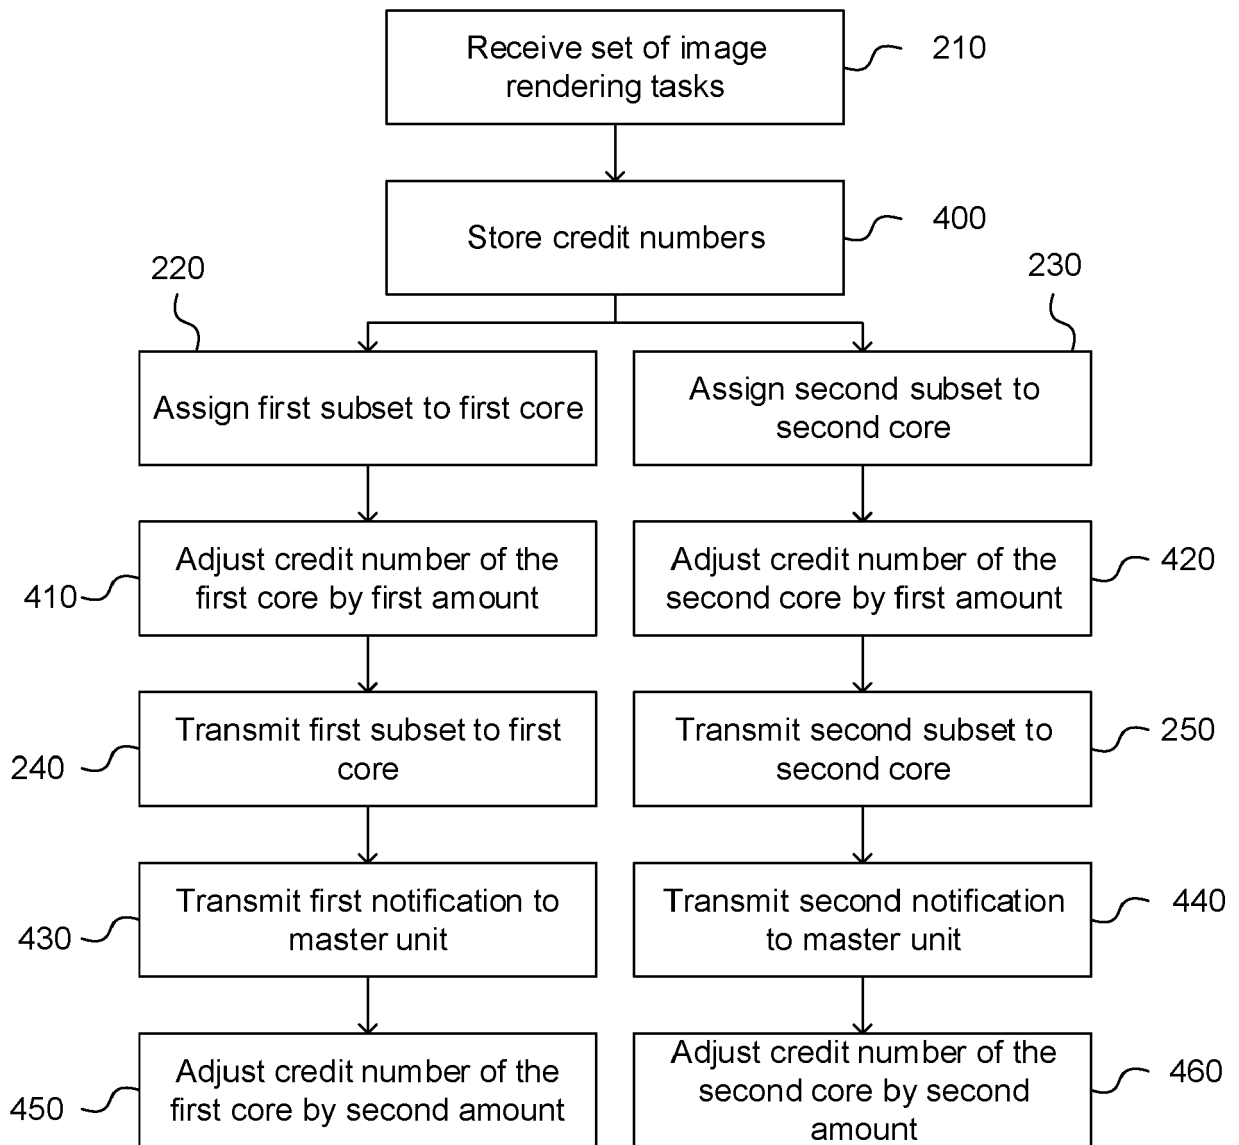 Receive set of image
rendering tasks
210
Store credit numbers
400
220
230
Assign first subset to first core
Assign second subset to
second core
410
Adjust credit number of the
first core by first amount
Adjust credit number of the
second core by first amount
420
240
Transmit first subset to first
core
Transmit second subset to
second core
250
430
Transmit first notification to
master unit
Transmit second notification
to master unit
440
450
Adjust credit number of the
first core by second amount
Adjust credit number of the
second core by second
amount
460